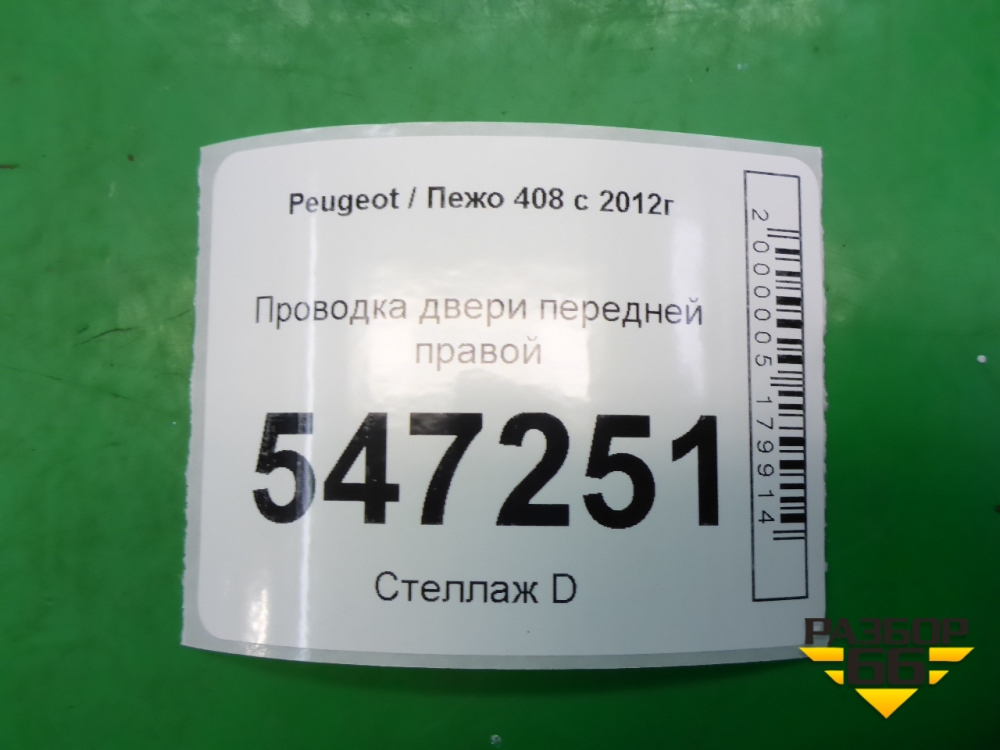 Peugeot / Пежо 408 с 2012г
Проводка двери передней
правой
547251
Стеллаж D
2000005179914
РАЗБОР
66